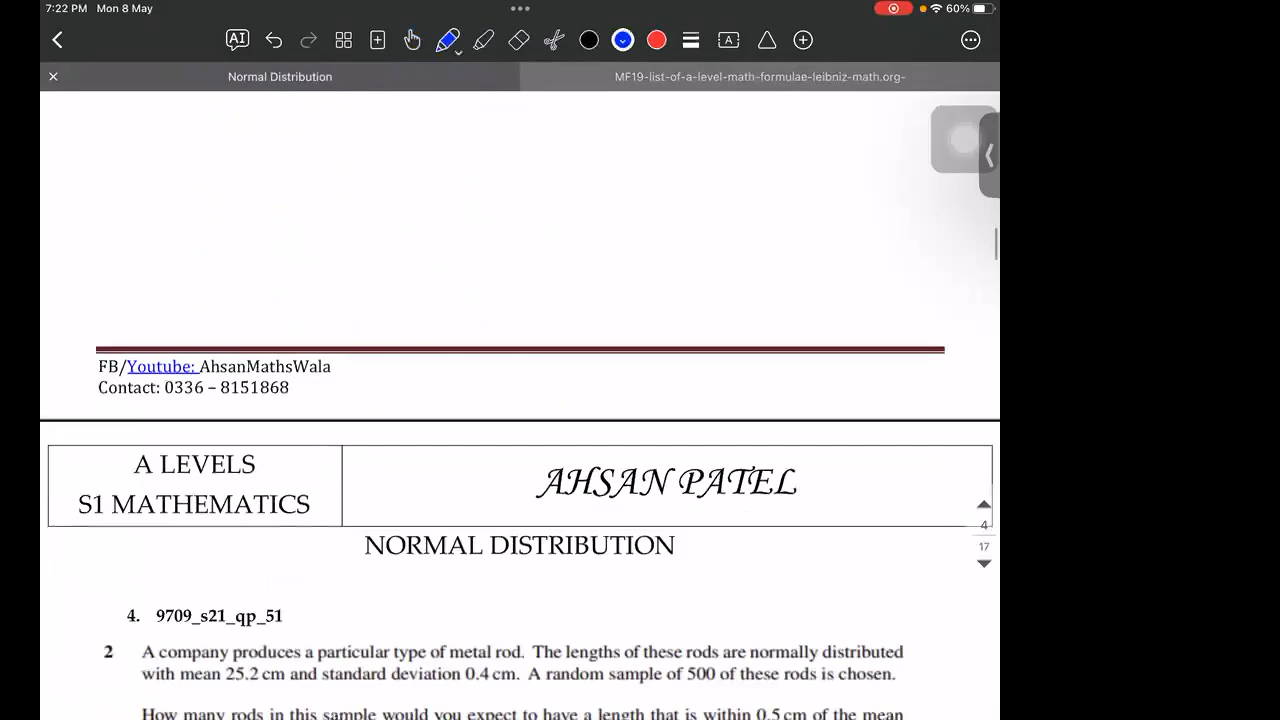 7:22 PM Mon 8 May
60%
AI
A
Normal Distribution
MF19-list-of-a-level-math-formulae-leibniz-math.org-
FB/Youtube: AhsanMathsWala
Contact: 0336 – 8151868
A LEVELS
S1 MATHEMATICS
AHSAN PATEL
NORMAL DISTRIBUTION
4
17
4. 9709_s21_qp_51
2 A company produces a particular type of metal rod. The lengths of these rods are normally distributed
with mean 25.2 cm and standard deviation 0.4 cm. A random sample of 500 of these rods is chosen.
How many rods in this sample would you expect to have a length that is within 0.5 cm of the mean